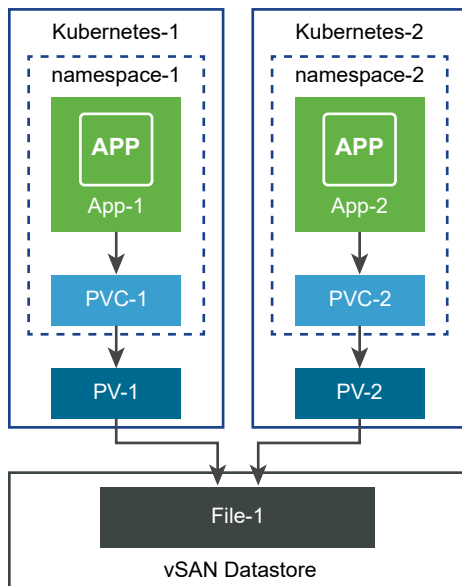 Kubernetes-1
namespace-1
APP
App-1
PVC-1
PV-1
Kubernetes-2
namespace-2
APP
App-2
PVC-2
PV-2
File-1
vSAN Datastore